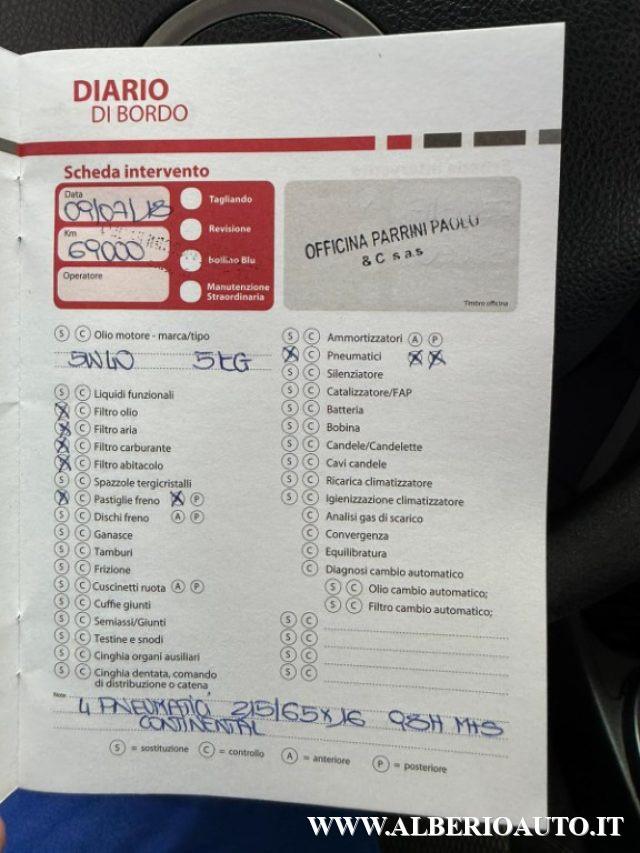 DIARIO
DI BORDO
Scheda intervento
Data
09/07/18
Km
69000
Operatore
Tagliando
Revisione
Bollino Blu
Manutenzione
Straordinaria
OFFICINA PARRINI PAOLO
& C s.a.s
Timbro officina
S C Olio motore - marca/tipo
5W40 5KG
S C Liquidi funzionali
C Filtro olio
C Filtro aria
C Filtro carburante
C Filtro abitacolo
S C Spazzole tergicristalli
C Pastiglie freno P
S C Dischi freno A P
S C Ganasce
S C Tamburi
S C Frizione
S C Cuscinetti ruota A P
S C Cuffie giunti
S C Semiassi/Giunti
S C Testine e snodi
S C Cinghia organi ausiliari
S C Cinghia dentata, comando
di distribuzione o catena
S C Ammortizzatori A P
C Pneumatici
S C Silenziatore
S C Catalizzatore/FAP
S C Batteria
S C Bobina
S C Candele/Candelette
S C Cavi candele
S C Ricarica climatizzatore
S C Igienizzazione climatizzatore
C Analisi gas di scarico
C Convergenza
C Equilibratura
C Diagnosi cambio automatico
S C Olio cambio automatico;
S C Filtro cambio automatico;
S C
S C
S C
S C
Note
4 PNEUMATICI 215/65X16 98H M+S
CONTINENTAL
S = sostituzione C = controllo A = anteriore P = posteriore
WWW.ALBERIOAUTO.IT